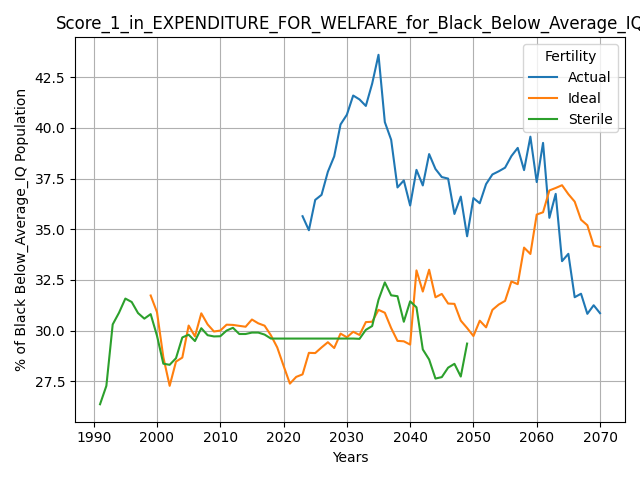 Score_1_in_EXPENDITURE_FOR_WELFARE_for_Black_Below_Average_IQ
% of Black Below_Average_IQ Population
42.5
40.0
37.5
35.0
32.5
30.0
27.5
Fertility
Actual
Ideal
Sterile
1990 2000 2010 2020 2030 2040 2050 2060 2070
Years